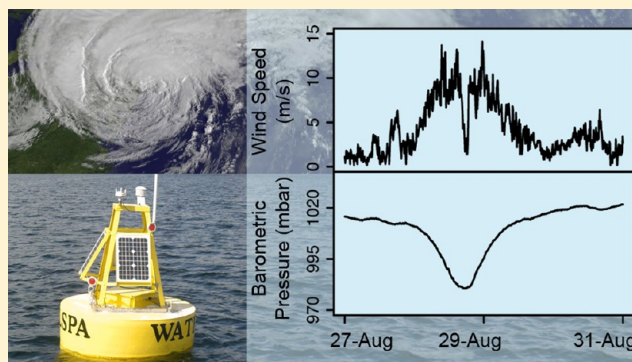 Wind Speed
(m/s)
15
10
5
0
Barometric
Pressure (mbar)
1020
995
970
27-Aug 29-Aug 31-Aug
ASPA WAT